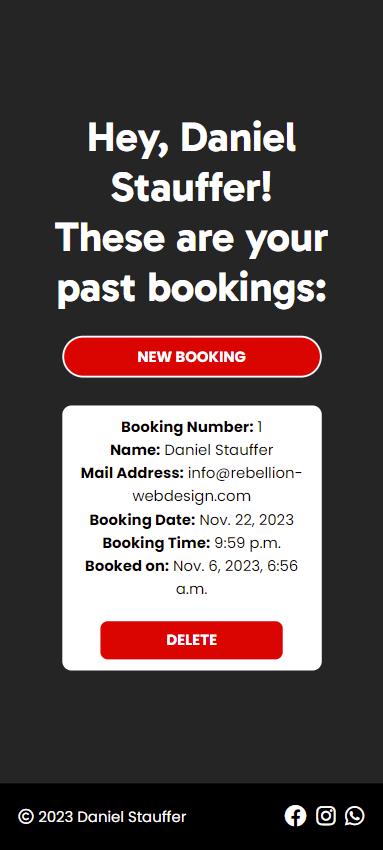 Hey, Daniel
Stauffer!
These are your
past bookings:
NEW BOOKING
Booking Number: 1
Name: Daniel Stauffer
Mail Address: info@rebellion-
webdesign.com
Booking Date: Nov. 22, 2023
Booking Time: 9:59 p.m.
Booked on: Nov. 6, 2023, 6:56
a.m.
DELETE
© 2023 Daniel Stauffer